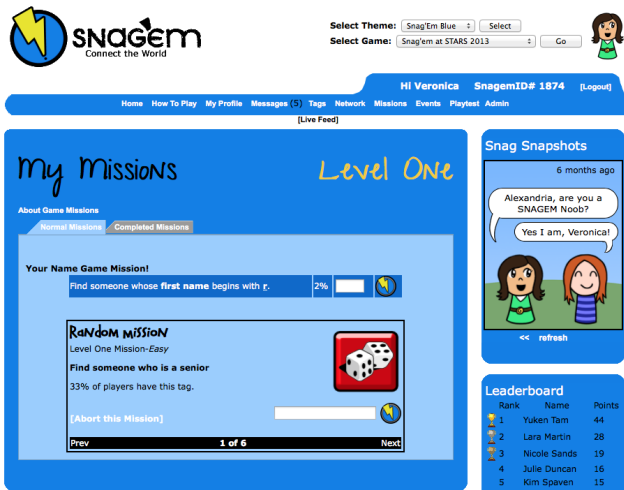 SNAGEM
Connect the World
Select Theme: Snag'Em Blue Select
Select Game: Snag'em at STARS 2013 Go
Hi Veronica SnagemID# 1874 [Logout]
Home How To Play My Profile Messages (5) Tags Network Missions Events Playtest Admin
[Live Feed]
My Missions
Level One
About Game Missions
Normal Missions Completed Missions
Your Name Game Mission!
Find someone whose first name begins with r. 2%
Random Mission
Level One Mission-Easy
Find someone who is a senior
33% of players have this tag.
[Abort this Mission]
Prev 1 of 6 Next
Snag Snapshots
6 months ago
Alexandria, are you a
SNAGEM Noob?
Yes I am, Veronica!
<< refresh
Leaderboard
Rank Name Points
1 Yuken Tam 44
2 Lara Martin 28
3 Nicole Sands 19
4 Julie Duncan 16
5 Kim Spaven 15